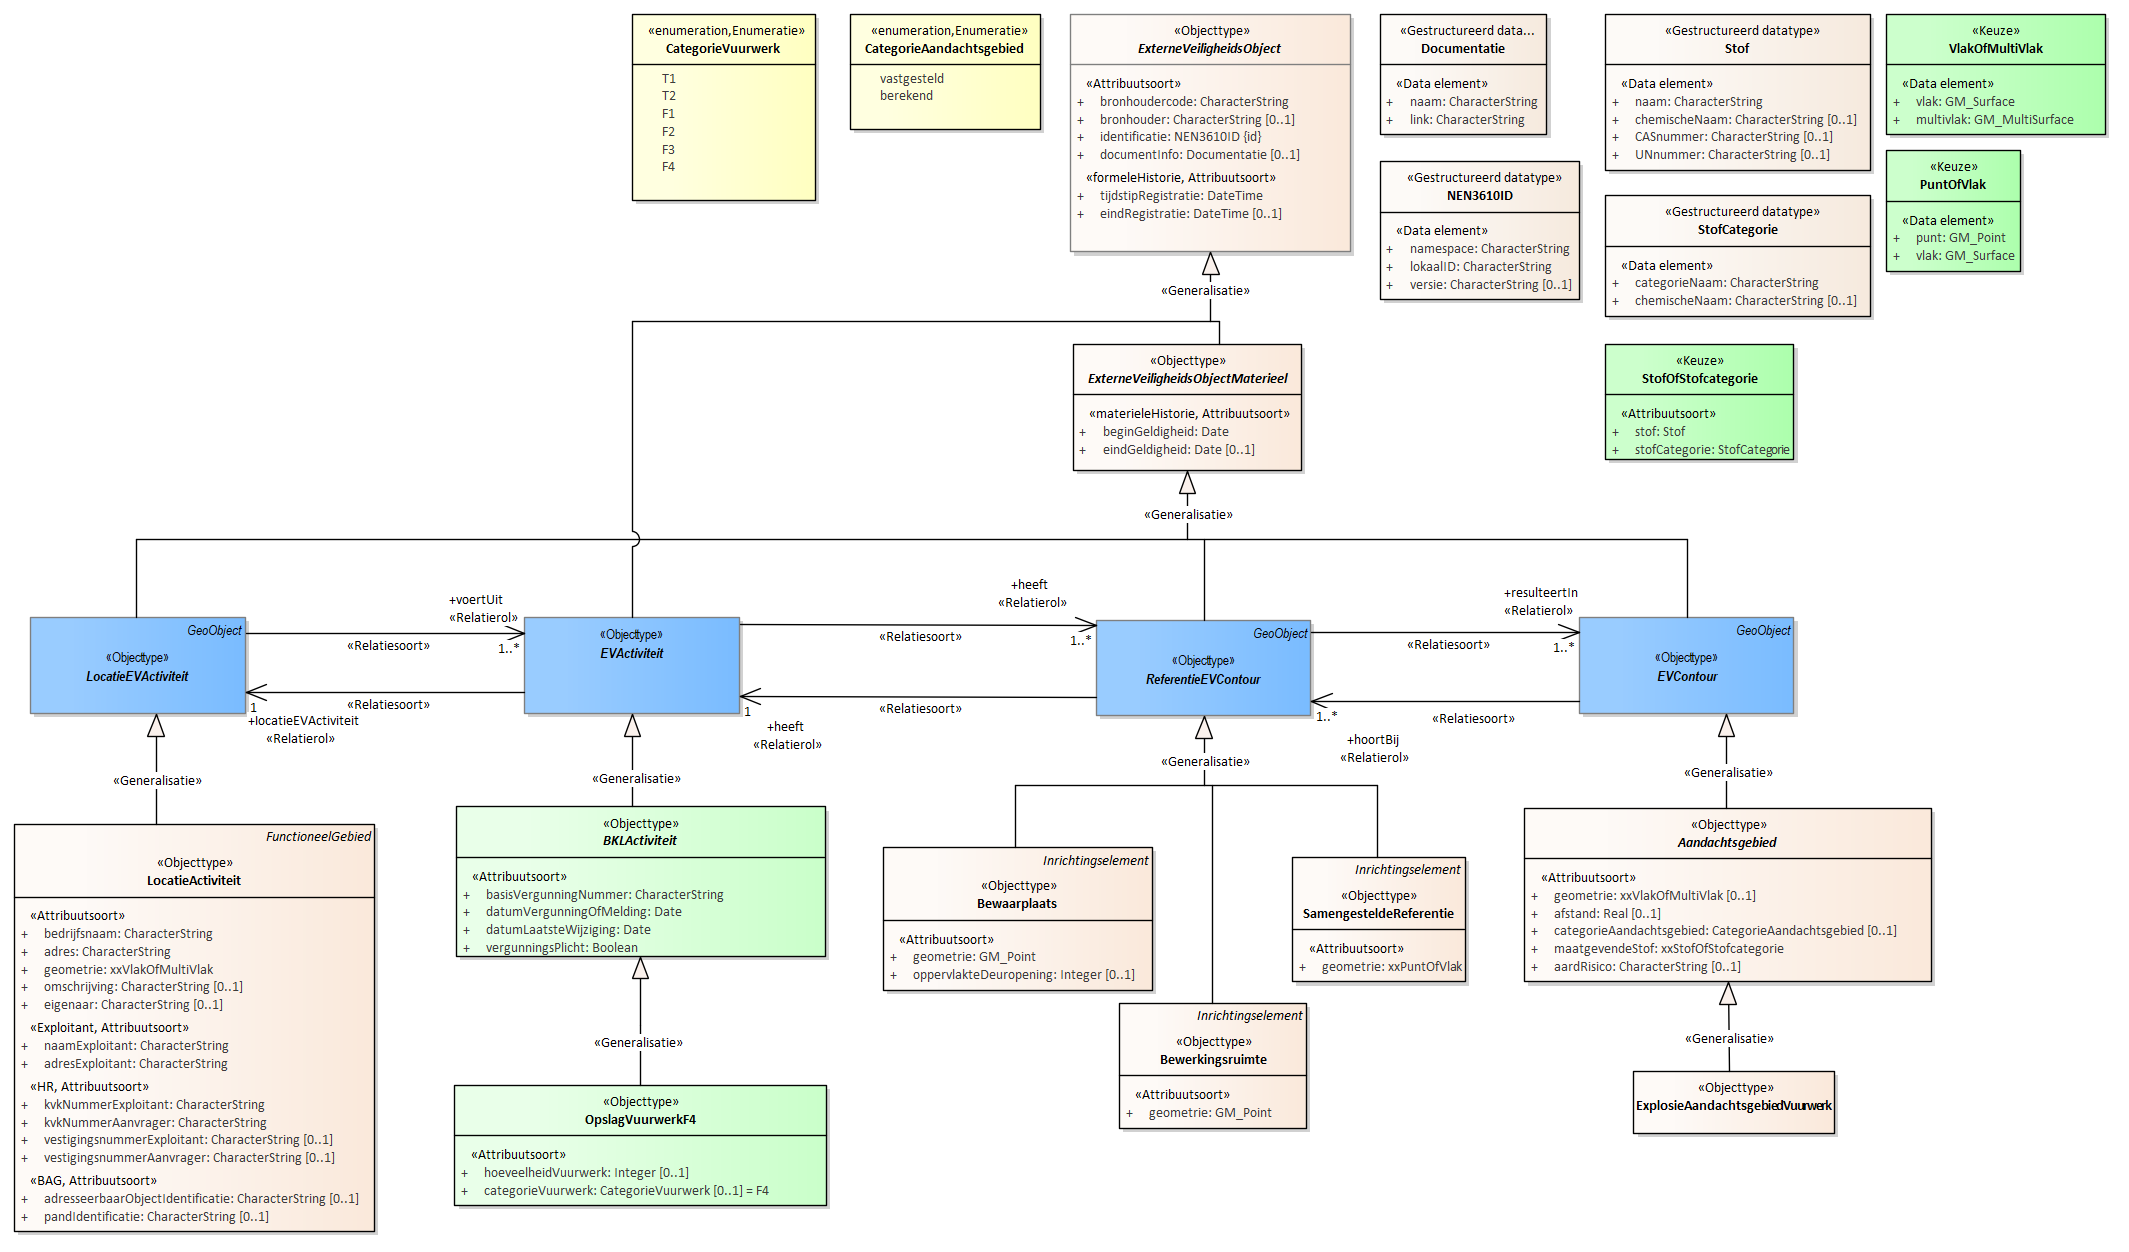 «enumeration,Enumeratie»
CategorieVuurwerk
T1
T2
F1
F2
F3
F4
«enumeration,Enumeratie»
CategorieAandachtsgebied
vastgesteld
berekend
«Objecttype»
ExterneVeiligheidsObject
«Attribuutsoort»
+ bronhoudercode: CharacterString
+ bronhouder: CharacterString [0..1]
+ identificatie: NEN3610ID {id}
+ documentInfo: Documentatie [0..1]
«formeleHistorie, Attribuutsoort»
+ tijdstipRegistratie: DateTime
+ eindRegistratie: DateTime [0..1]
«Gestructureerd data...
Documentatie
«Data element»
+ naam: CharacterString
+ link: CharacterString
«Gestructureerd datatype»
NEN3610ID
«Data element»
+ namespace: CharacterString
+ lokaalID: CharacterString
+ versie: CharacterString [0..1]
«Gestructureerd datatype»
Stof
«Data element»
+ naam: CharacterString
+ chemischeNaam: CharacterString [0..1]
+ CASnummer: CharacterString [0..1]
+ UNnummer: CharacterString [0..1]
«Gestructureerd datatype»
StofCategorie
«Data element»
+ categorieNaam: CharacterString
+ chemischeNaam: CharacterString [0..1]
«Keuze»
VlakOfMultiVlak
«Data element»
+ vlak: GM_Surface
+ multivlak: GM_MultiSurface
«Keuze»
PuntOfVlak
«Data element»
+ punt: GM_Point
+ vlak: GM_Surface
«Keuze»
StofOfStofcategorie
«Attribuutsoort»
+ stof: Stof
+ stofCategorie: StofCategorie
«Generalisatie»
«Objecttype»
ExterneVeiligheidsObjectMaterieel
«materieleHistorie, Attribuutsoort»
+ beginGeldigheid: Date
+ eindGeldigheid: Date [0..1]
«Generalisatie»
GeoObject
«Objecttype»
LocatieEVActiviteit
+voertUit
«Relatierol»
«Relatiesoort»
1..*
«Relatiesoort»
1
+locatieEVActiviteit
«Relatierol»
«Objecttype»
EVActiviteit
+heeft
«Relatierol»
«Relatiesoort»
1..*
«Relatiesoort»
1
+heeft
«Relatierol»
GeoObject
«Objecttype»
ReferentieEVContour
+resulteertIn
«Relatierol»
«Relatiesoort»
1..*
«Relatiesoort»
1..*
+hoortBij
«Relatierol»
GeoObject
«Objecttype»
EVContour
«Generalisatie»
«Generalisatie»
«Generalisatie»
«Generalisatie»
FunctioneelGebied
«Objecttype»
LocatieActiviteit
«Attribuutsoort»
+ bedrijfsnaam: CharacterString
+ adres: CharacterString
+ geometrie: xxVlakOfMultiVlak
+ omschrijving: CharacterString [0..1]
+ eigenaar: CharacterString [0..1]
«Exploitant, Attribuutsoort»
+ naamExploitant: CharacterString
+ adresExploitant: CharacterString
«HR, Attribuutsoort»
+ kvkNummerExploitant: CharacterString
+ kvkNummerAanvrager: CharacterString
+ vestigingsnummerExploitant: CharacterString [0..1]
+ vestigingsnummerAanvrager: CharacterString [0..1]
«BAG, Attribuutsoort»
+ adresseerbaarObjectIdentificatie: CharacterString [0..1]
+ pandIdentificatie: CharacterString [0..1]
«Objecttype»
BKLActiviteit
«Attribuutsoort»
+ basisVergunningNummer: CharacterString
+ datumVergunningOfMelding: Date
+ datumLaatsteWijziging: Date
+ vergunningsPlicht: Boolean
«Generalisatie»
«Objecttype»
OpslagVuurwerkF4
«Attribuutsoort»
+ hoeveelheidVuurwerk: Integer [0..1]
+ categorieVuurwerk: CategorieVuurwerk [0..1] = F4
Inrichtingselement
«Objecttype»
Bewaarplaats
«Attribuutsoort»
+ geometrie: GM_Point
+ oppervlakteDeuropening: Integer [0..1]
Inrichtingselement
«Objecttype»
Bewerkingsruimte
«Attribuutsoort»
+ geometrie: GM_Point
Inrichtingselement
«Objecttype»
SamengesteldeReferentie
«Attribuutsoort»
+ geometrie: xxPuntOfVlak
«Objecttype»
Aandachtsgebied
«Attribuutsoort»
+ geometrie: xxVlakOfMultiVlak [0..1]
+ afstand: Real [0..1]
+ categorieAandachtsgebied: CategorieAandachtsgebied [0..1]
+ maatgevendeStof: xxStofOfStofcategorie
+ aardRisico: CharacterString [0..1]
«Generalisatie»
«Objecttype»
ExplosieAandachtsgebiedVuurwerk